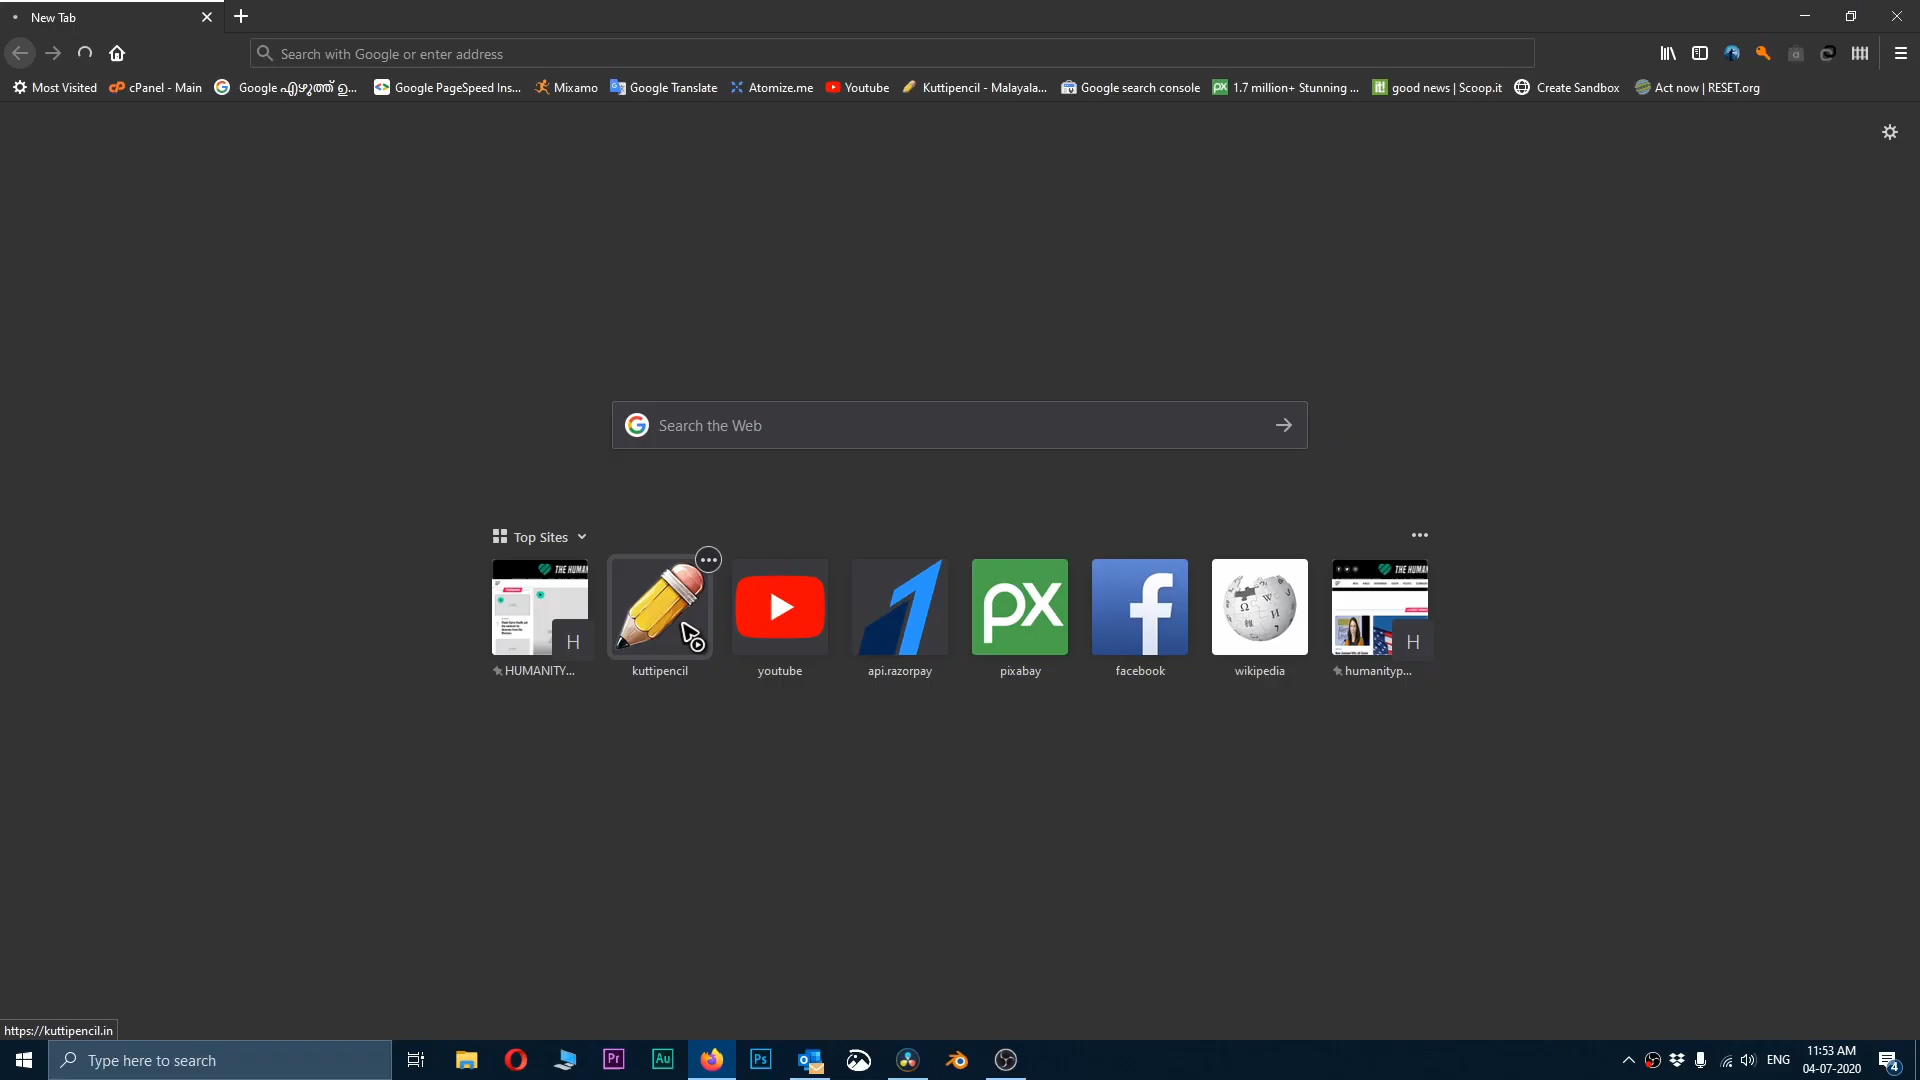 New Tab
Search with Google or enter address
Most Visited cPanel - Main Google എഴുത്ത് ഉ... Google PageSpeed Ins... Mixamo Google Translate Atomize.me Youtube Kuttipencil - Malayala... Google search console 1.7 million+ Stunning ... good news | Scoop.it Create Sandbox Act now | RESET.org
Search the Web
Top Sites
HUMANITY... kuttipencil youtube api.razorpay pixabay facebook wikipedia humanityp...
https://kuttipencil.in
Type here to search
ENG
11:53 AM
04-07-2020
4